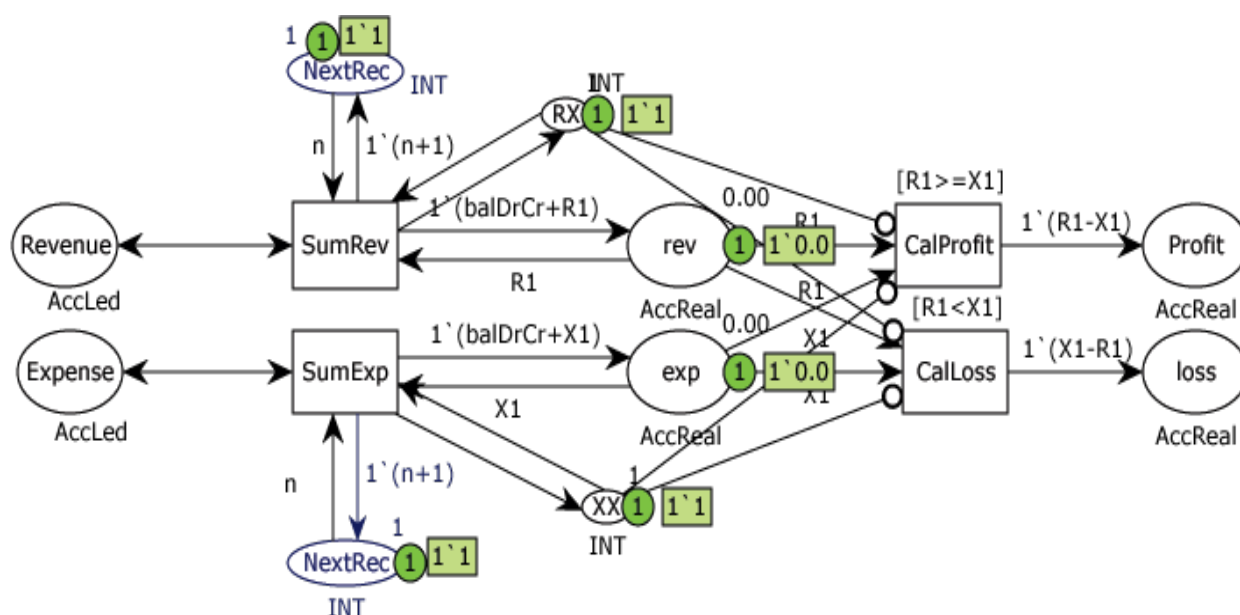 1
1
1`1
NextRec
INT
INT
1
RX
1
1`1
n
1`(n+1)
0.00
[R1>=X1]
1`(balDrCr+R1)
R1
Revenue
SumRev
rev
1
1`0.0
CalProfit
1`(R1-X1)
Profit
R1
AccLed
AccReal
R1
AccReal
[R1<X1]
0.00
1`(balDrCr+X1)
X1
1`(X1-R1)
Expense
SumExp
exp
1
1`0.0
CalLoss
loss
X1
X1
AccLed
AccReal
AccReal
n
1`(n+1)
1
XX
1
1`1
INT
1
NextRec
1
1`1
INT